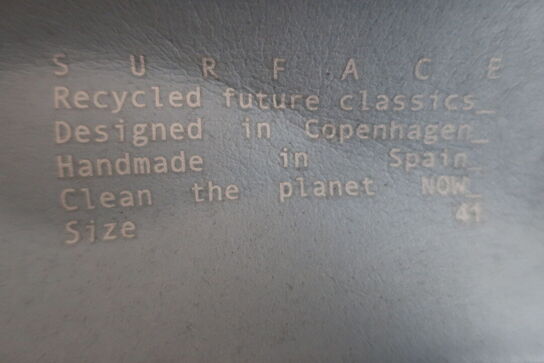 S U R F A C E
Recycled future classics_
Designed in Copenhagen_
Handmade in Spain_
Clean the planet NOW_
Size 41